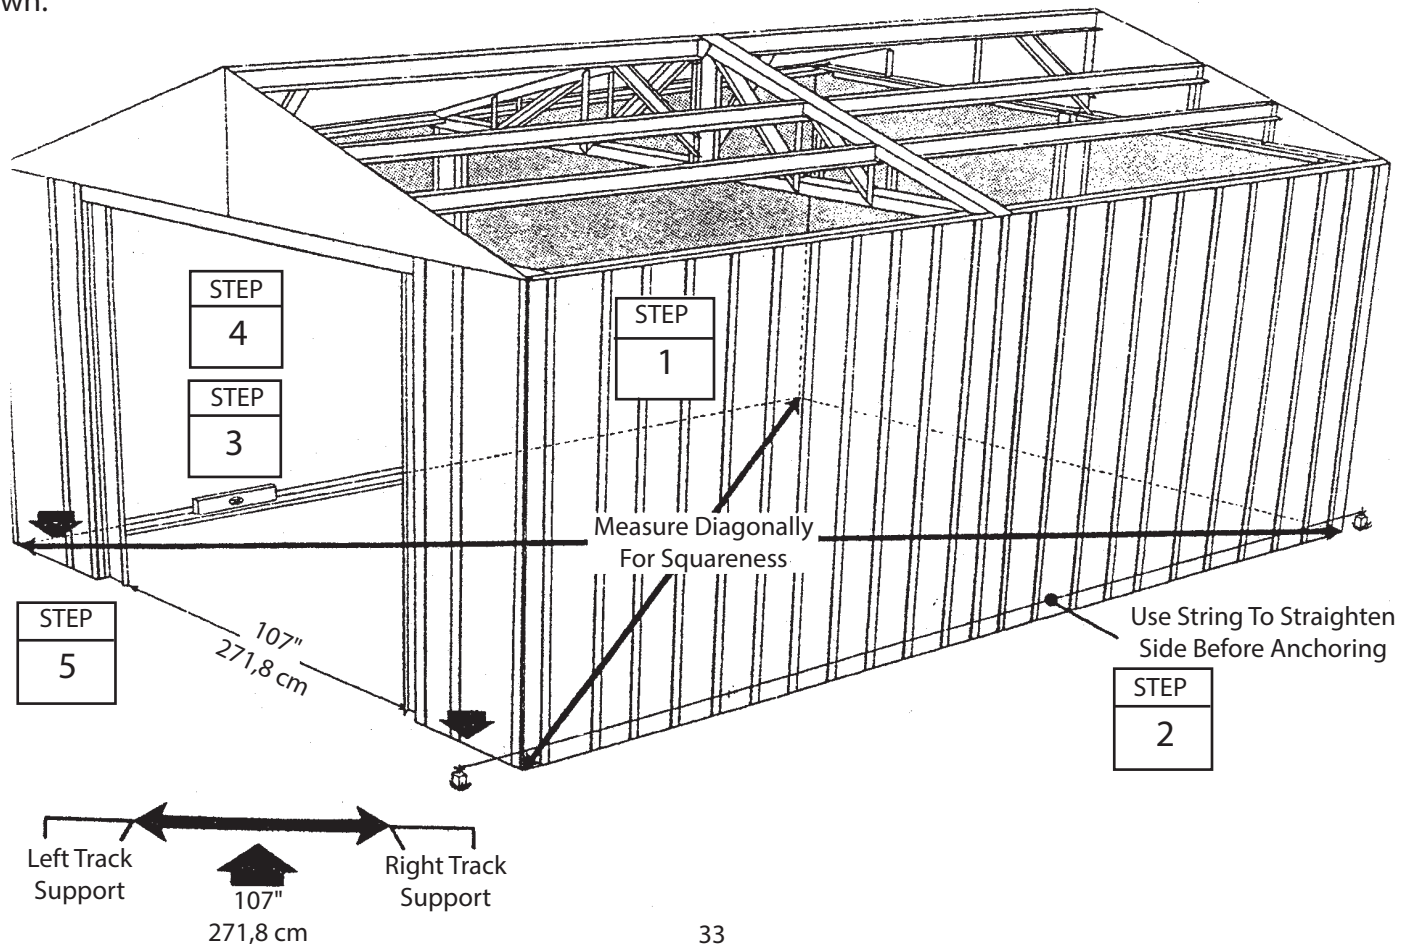 wn.
STEP
4
STEP
3
STEP
1
Measure Diagonally
For Squareness
STEP
5
107"
271,8 cm
Use String To Straighten
Side Before Anchoring
STEP
2
Left Track
Support
107"
271,8 cm
Right Track
Support
33